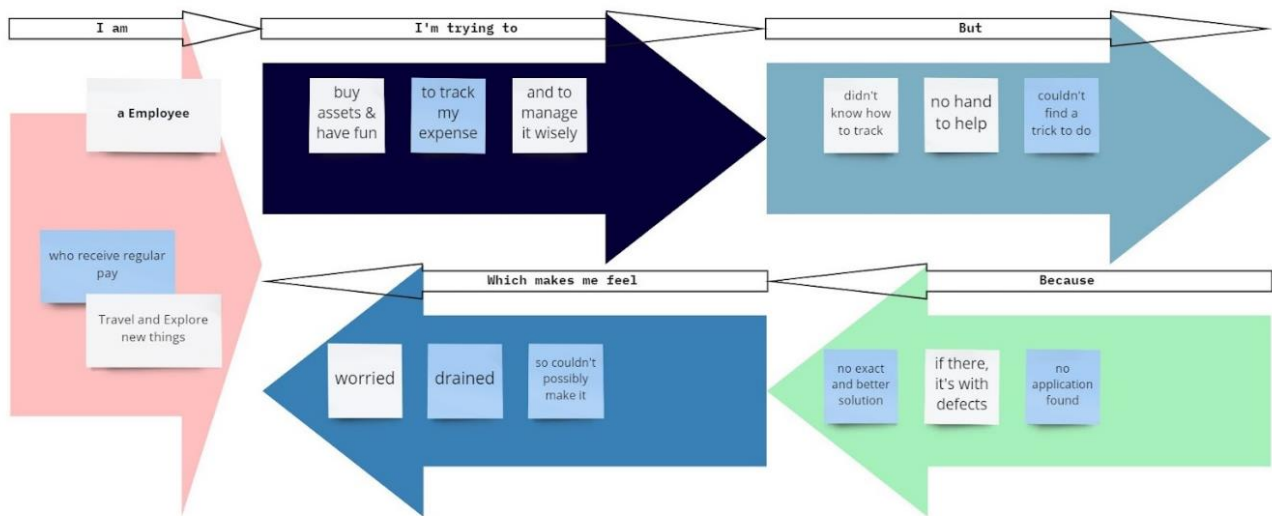 I am
a Employee
who receive regular
pay
Travel and Explore
new things
I'm trying to
buy
assets &
have fun
to track
my
expense
and to
manage
it wisely
But
didn't
know how
to track
no hand
to help
couldn't
find a
trick to do
Because
no exact
and better
solution
if there,
it's with
defects
no
application
found
Which makes me feel
worried
drained
so couldn't
possibly
make it